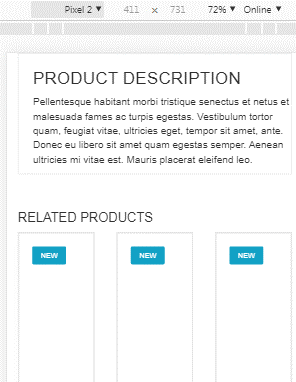 Pixel 2 ▼ 411 × 731 72% ▼ Online ▼
PRODUCT DESCRIPTION
Pellentesque habitant morbi tristique senectus et netus et
malesuada fames ac turpis egestas. Vestibulum tortor
quam, feugiat vitae, ultricies eget, tempor sit amet, ante.
Donec eu libero sit amet quam egestas semper. Aenean
ultricies mi vitae est. Mauris placerat eleifend leo.
RELATED PRODUCTS
NEW NEW NEW